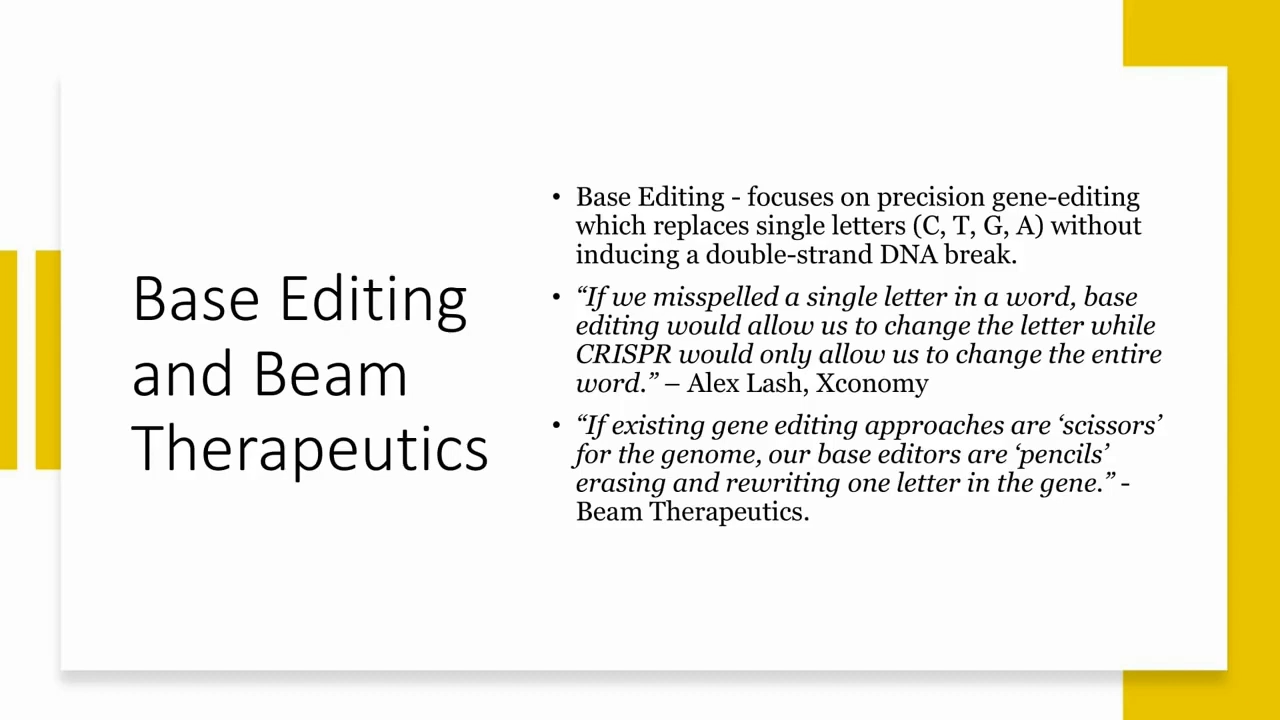 Base Editing
and Beam
Therapeutics
• Base Editing - focuses on precision gene-editing
which replaces single letters (C, T, G, A) without
inducing a double-strand DNA break.
• “If we misspelled a single letter in a word, base
editing would allow us to change the letter while
CRISPR would only allow us to change the entire
word.” – Alex Lash, Xconomy
• “If existing gene editing approaches are ‘scissors’
for the genome, our base editors are ‘pencils’
erasing and rewriting one letter in the gene.” -
Beam Therapeutics.